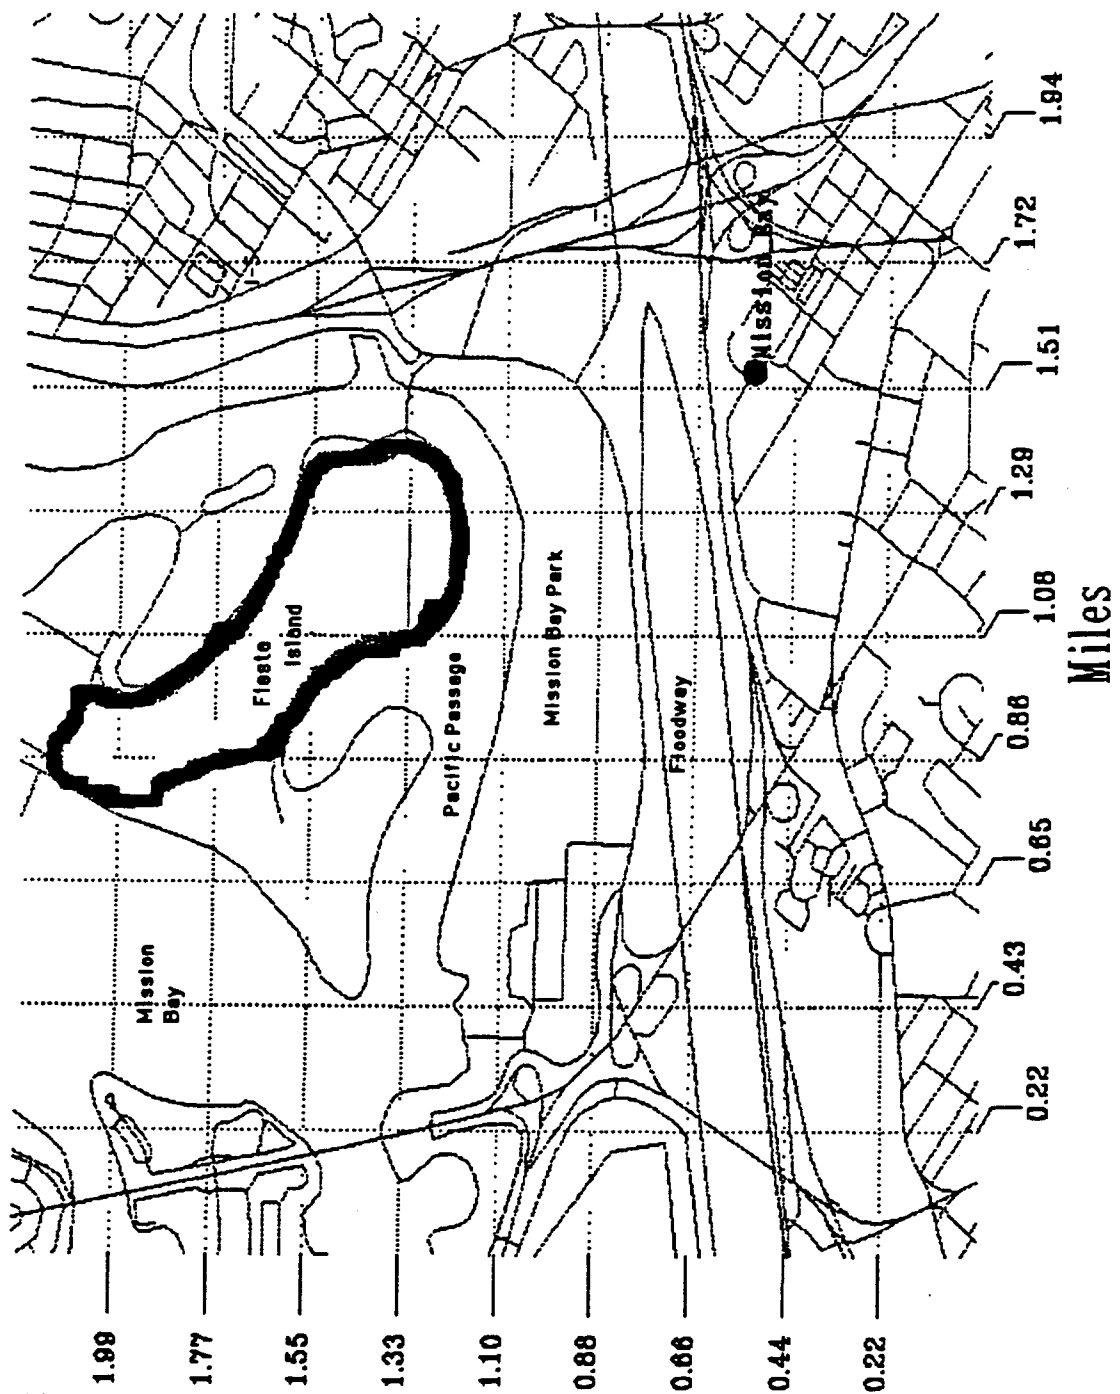 1.99
1.77
1.55
1.33
1.10
0.88
0.66
0.44
0.22
Mission
Bay
Fiesta
Island
Pacific Passage
Mission Bay Park
Floodway
Mission Bay
0.22
0.43
0.65
0.86
1.08
1.29
1.51
1.72
1.94
Miles